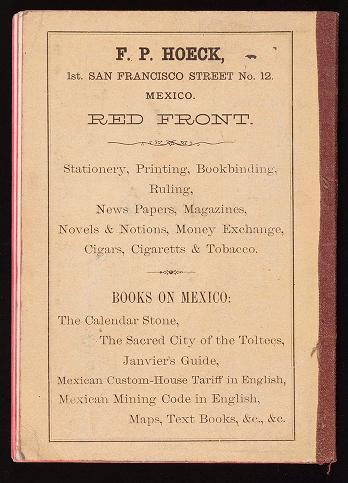 F. P. HOECK,
1st. SAN FRANCISCO STREET No. 12.
MEXICO.
RED FRONT.
Stationery, Printing, Bookbinding,
Ruling,
News Papers, Magazines,
Novels & Notions, Money Exchange,
Cigars, Cigaretts & Tobacco.
BOOKS ON MEXICO:
The Calendar Stone,
The Sacred City of the Toltecs,
Janvier's Guide,
Mexican Custom-House Tariff in English,
Mexican Mining Code in English,
Maps, Text Books, &c., &c.